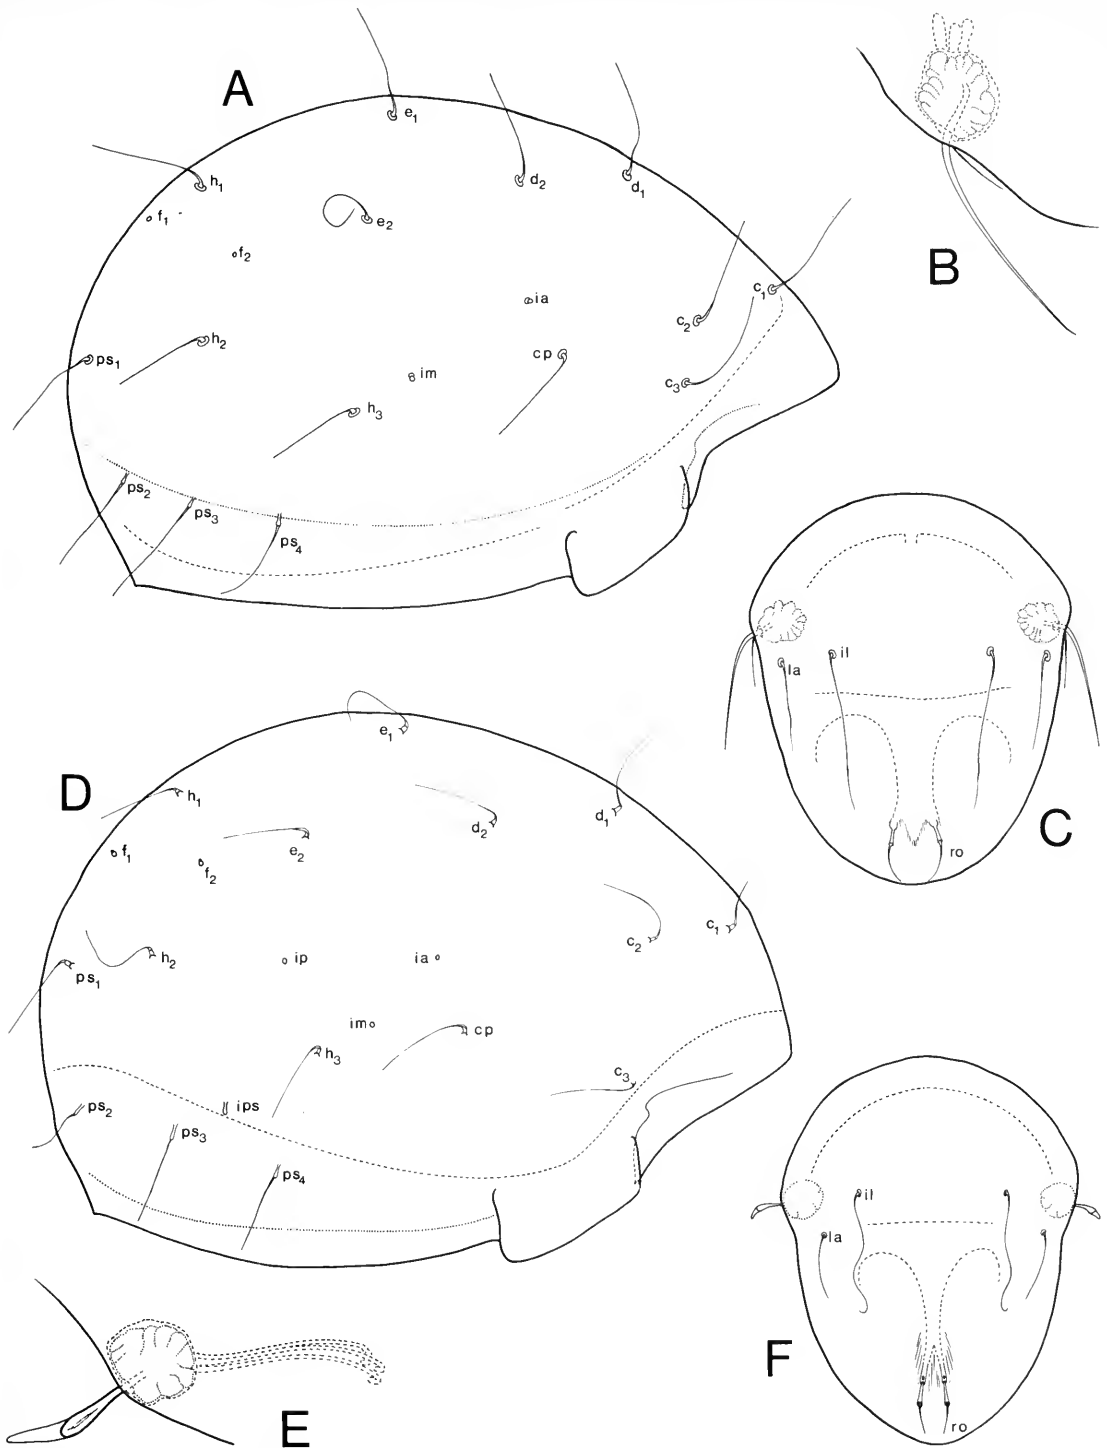 A
B
e1
h1
d2
d1
f1
e2
f2
c1
ia
c2
h2
cp
ps1
im
c3
h3
ps2
ps3
ps4
il
la
C
ro
e1
D
h1
d1
d2
f1
e2
f2
c1
c2
h2
ip
ia
ps1
im
cp
h3
c3
ps2
ips
ps3
ps4
il
la
F
ro
E